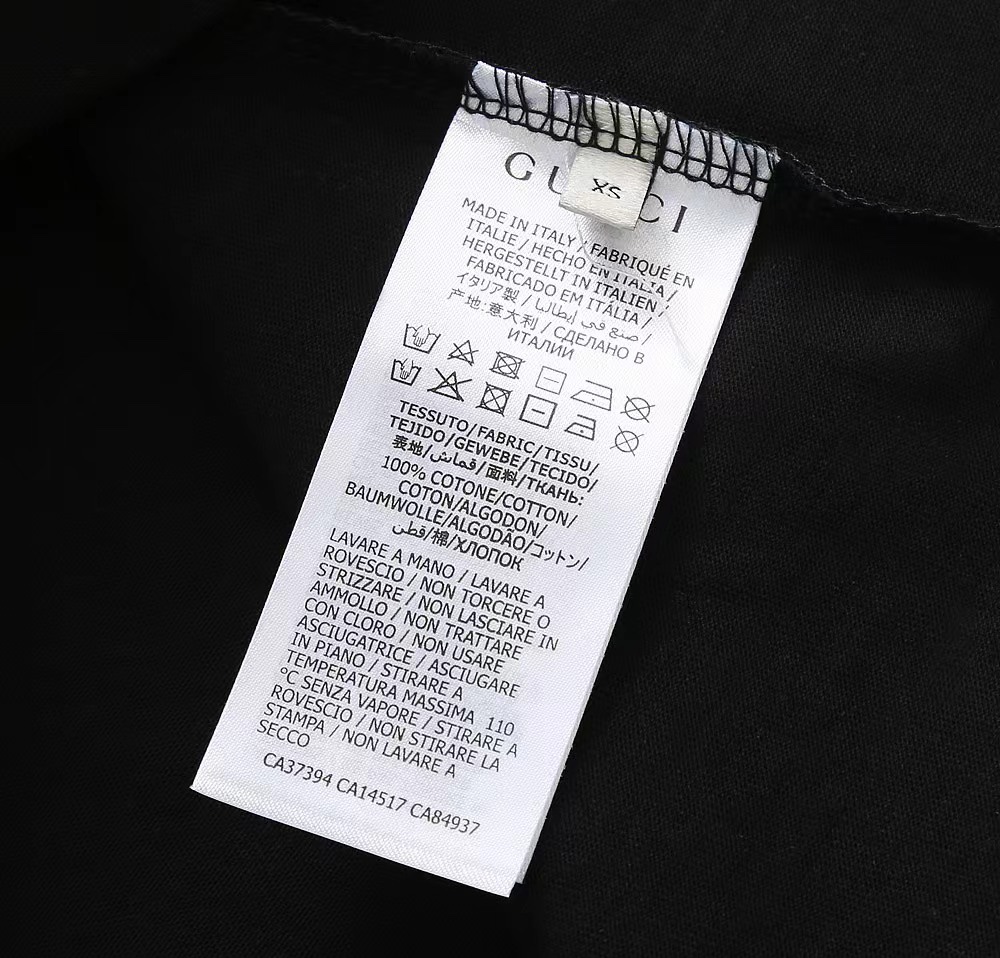 GUCCI
XS
MADE IN ITALY / FABRIQUÉ EN
ITALIE / HECHO EN ITALIA /
HERGESTELLT IN ITALIEN /
FABRICADO EM ITÁLIA /
イタリア製 / صنع في إيطاليا /
产地:意大利 / СДЕЛАНО В
ИТАЛИИ
TESSUTO/FABRIC/TISSU/
TEJIDO/GEWEBE/TECIDO/
表地/قماش/面料/ТКАНЬ:
100% COTONE/COTTON/
COTON/ALGODON/
BAUMWOLLE/ALGODÃO/コットン/
قطن/棉/ХЛОПОК
LAVARE A MANO / LAVARE A
ROVESCIO / NON TORCERE O
STRIZZARE / NON LASCIARE IN
AMMOLLO / NON TRATTARE
CON CLORO / NON USARE
ASCIUGATRICE / ASCIUGARE
IN PIANO / STIRARE A
TEMPERATURA MASSIMA 110
°C SENZA VAPORE / STIRARE A
ROVESCIO / NON STIRARE LA
STAMPA / NON LAVARE A
SECCO
CA37394 CA14517 CA84937